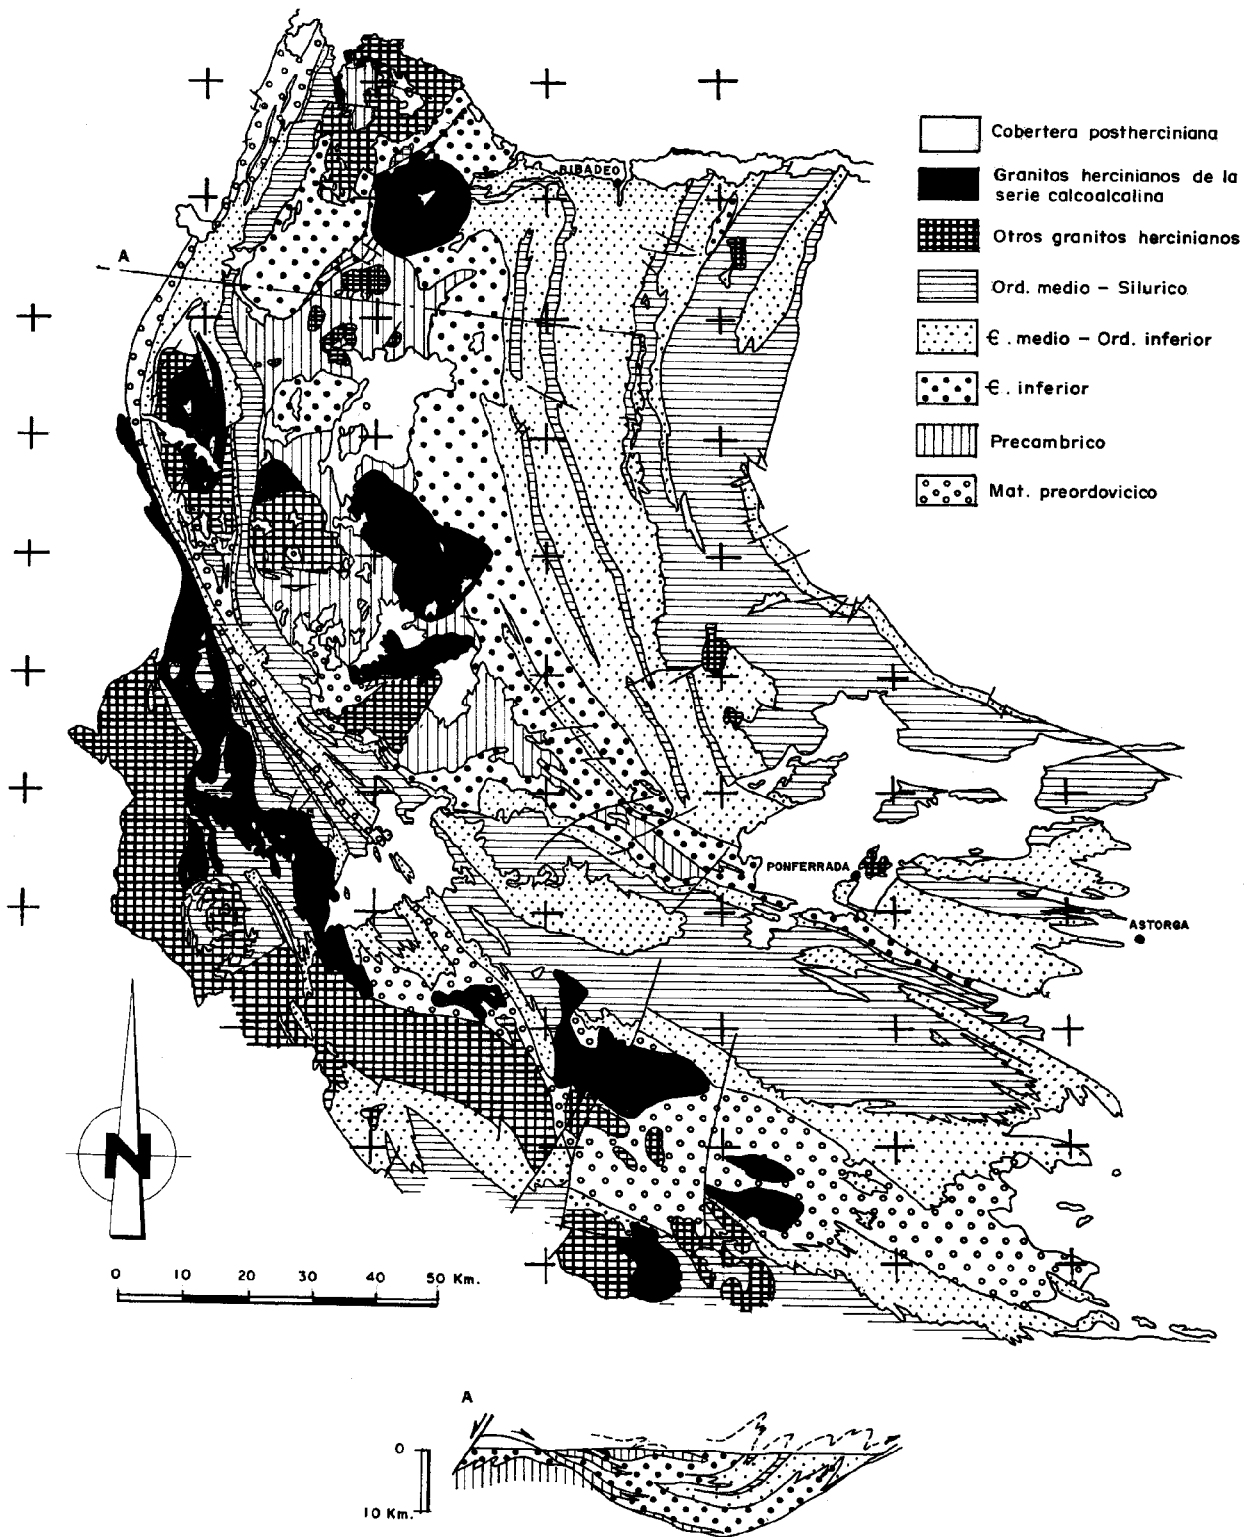 RIBADEO
A
Cobertera postherciniana
Granitos hercinianos de la
serie calcoalcalina
Otros granitos hercinianos
Ord. medio – Silurico
Є. medio – Ord. inferior
Є. inferior
Precambrico
Mat. preordovicico
PONFERRADA
ASTORGA
N
0 10 20 30 40 50 Km.
A
0
10 Km.